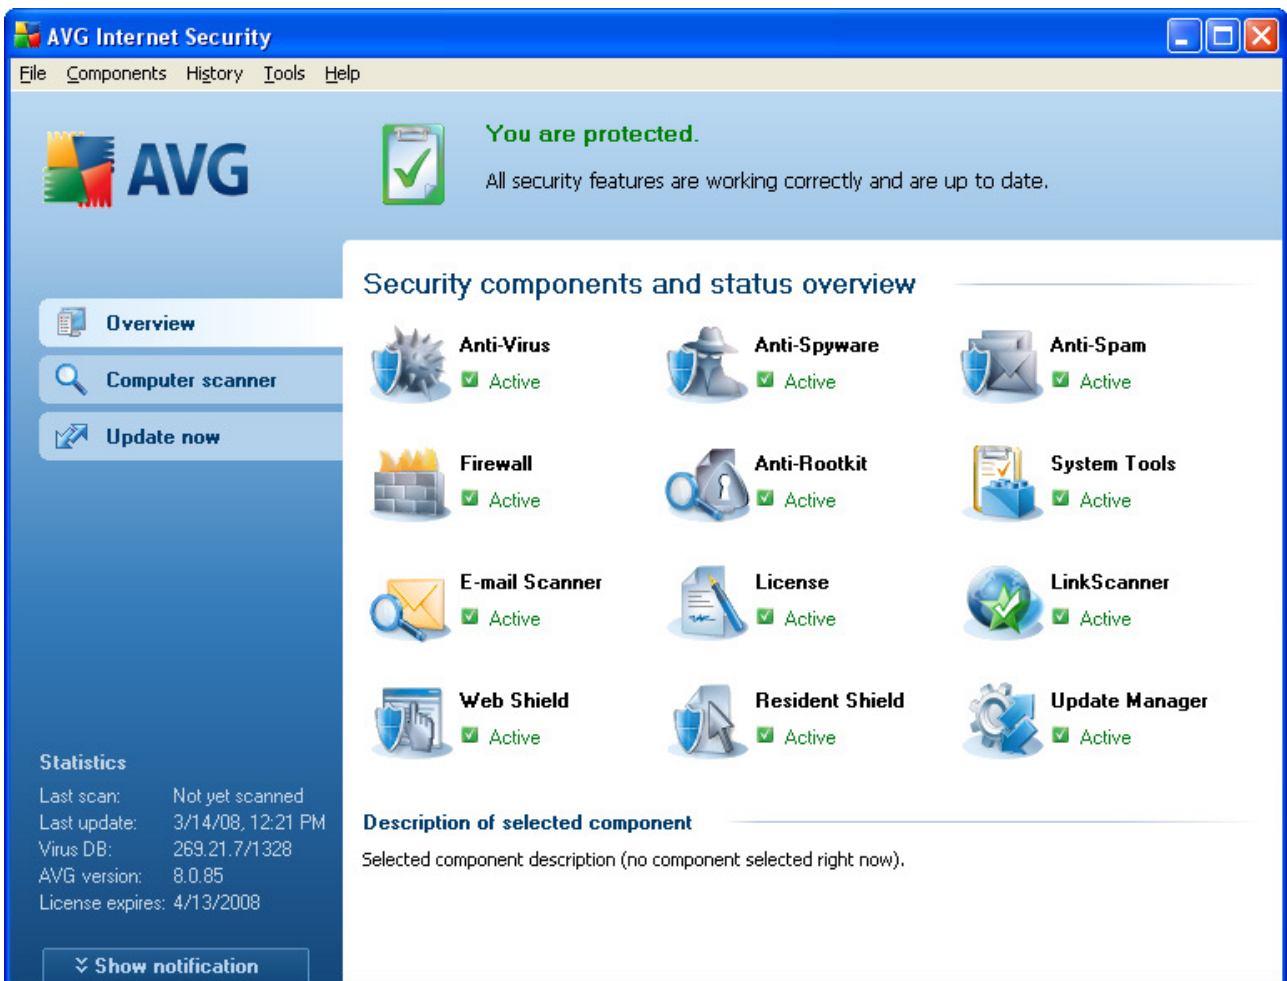 AVG Internet Security
File Components History Tools Help
AVG
You are protected.
All security features are working correctly and are up to date.
Overview
Computer scanner
Update now
Security components and status overview
Anti-Virus
Active
Anti-Spyware
Active
Anti-Spam
Active
Firewall
Active
Anti-Rootkit
Active
System Tools
Active
E-mail Scanner
Active
License
Active
LinkScanner
Active
Web Shield
Active
Resident Shield
Active
Update Manager
Active
Statistics
Last scan: Not yet scanned
Last update: 3/14/08, 12:21 PM
Virus DB: 269.21.7/1328
AVG version: 8.0.85
License expires: 4/13/2008
Show notification
Description of selected component
Selected component description (no component selected right now).